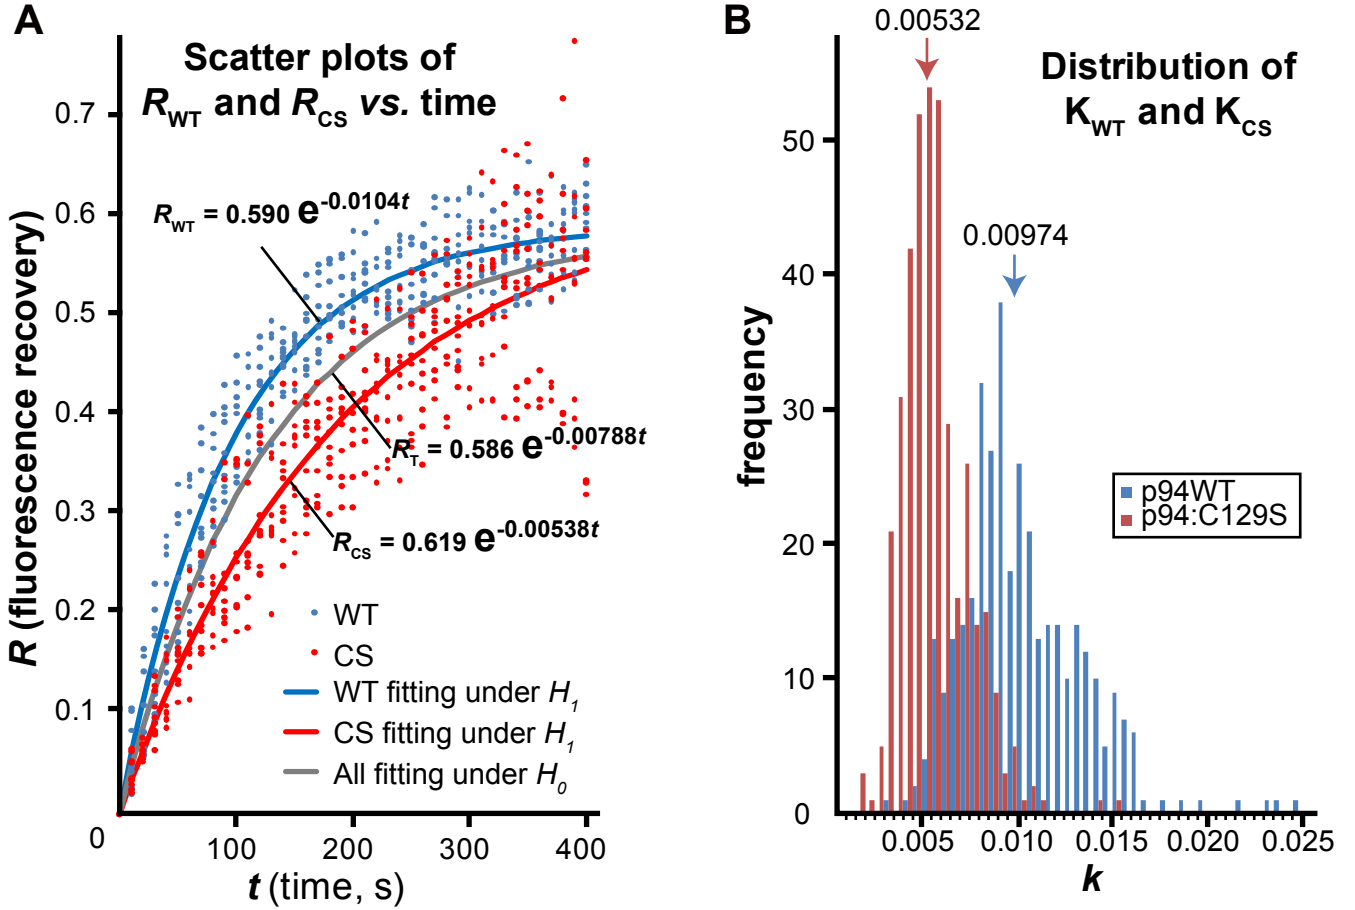 A
Scatter plots of
RWT and RCS vs. time
0.7
0.6
0.5
0.4
0.3
0.2
0.1
0
100
200
300
400
R (fluorescence recovery)
t (time, s)
RWT = 0.590 e-0.0104t
RT = 0.586 e-0.00788t
RCS = 0.619 e-0.00538t
WT
CS
WT fitting under H1
CS fitting under H1
All fitting under H0
B
0.00532
Distribution of
KWT and KCS
0.00974
50
40
30
20
10
0
frequency
p94WT
p94:C129S
0.005
0.010
0.015
0.020
0.025
k